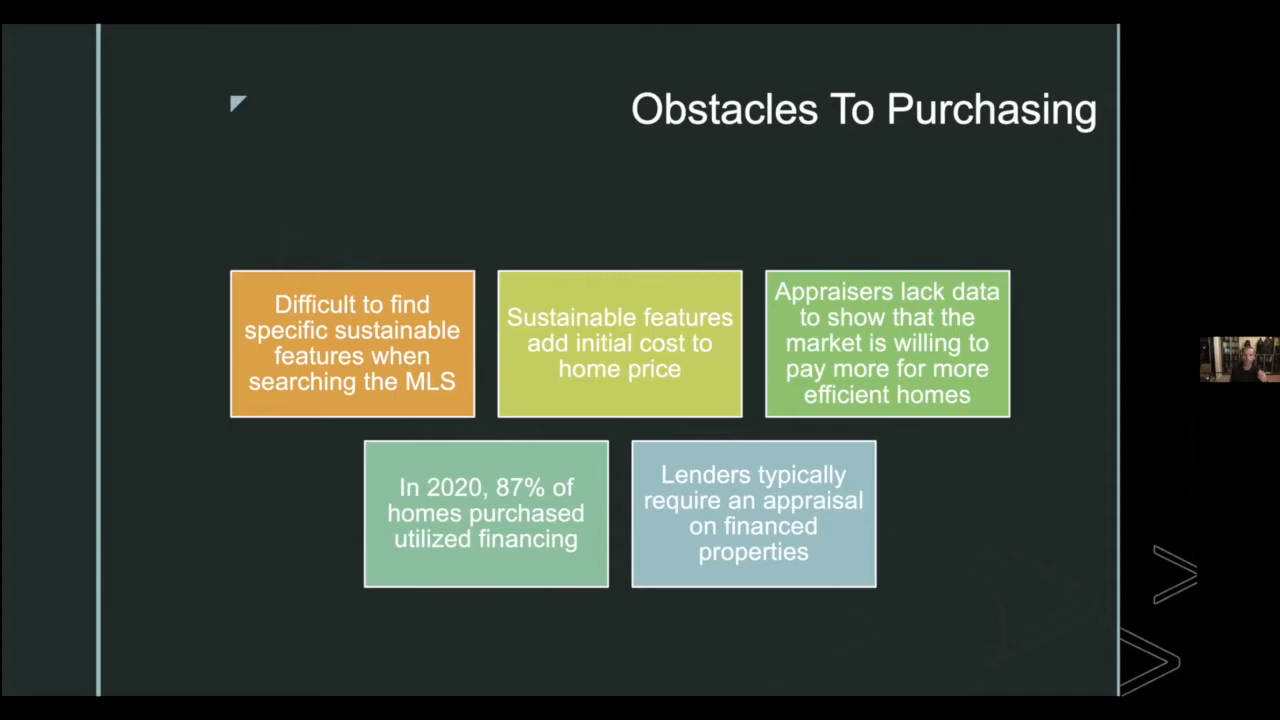 Obstacles To Purchasing
Difficult to find
specific sustainable
features when
searching the MLS
Sustainable features
add initial cost to
home price
Appraisers lack data
to show that the
market is willing to
pay more for more
efficient homes
In 2020, 87% of
homes purchased
utilized financing
Lenders typically
require an appraisal
on financed
properties